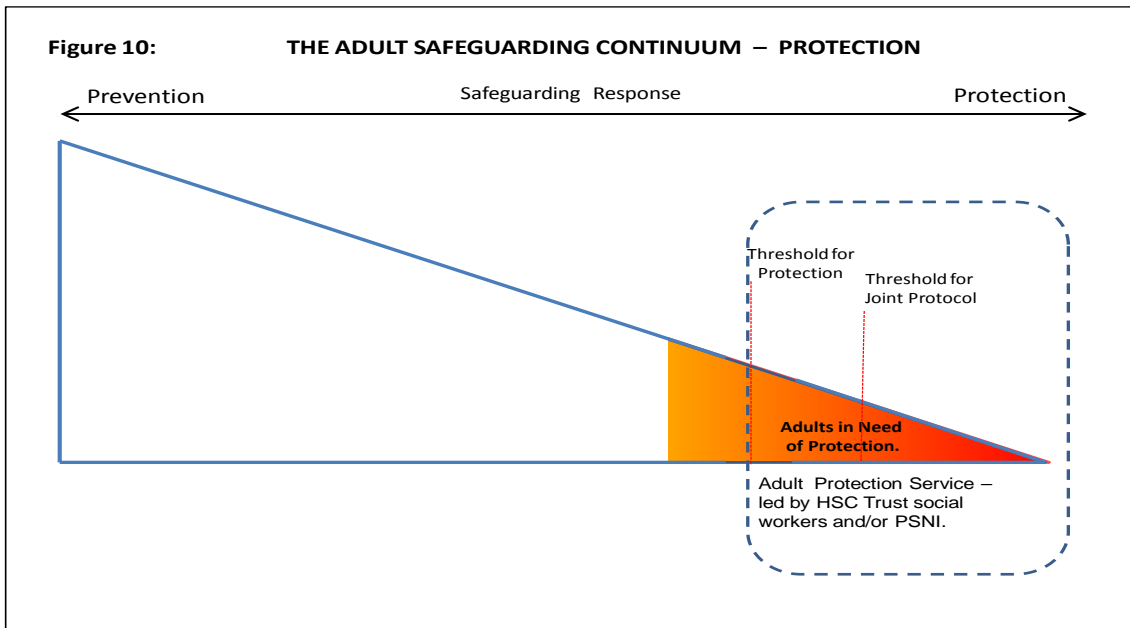 Figure 10: THE ADULT SAFEGUARDING CONTINUUM – PROTECTION
Prevention Safeguarding Response Protection
Threshold for
Protection
Threshold for
Joint Protocol
Adults in Need
of Protection.
Adult Protection Service –
led by HSC Trust social
workers and/or PSNI.